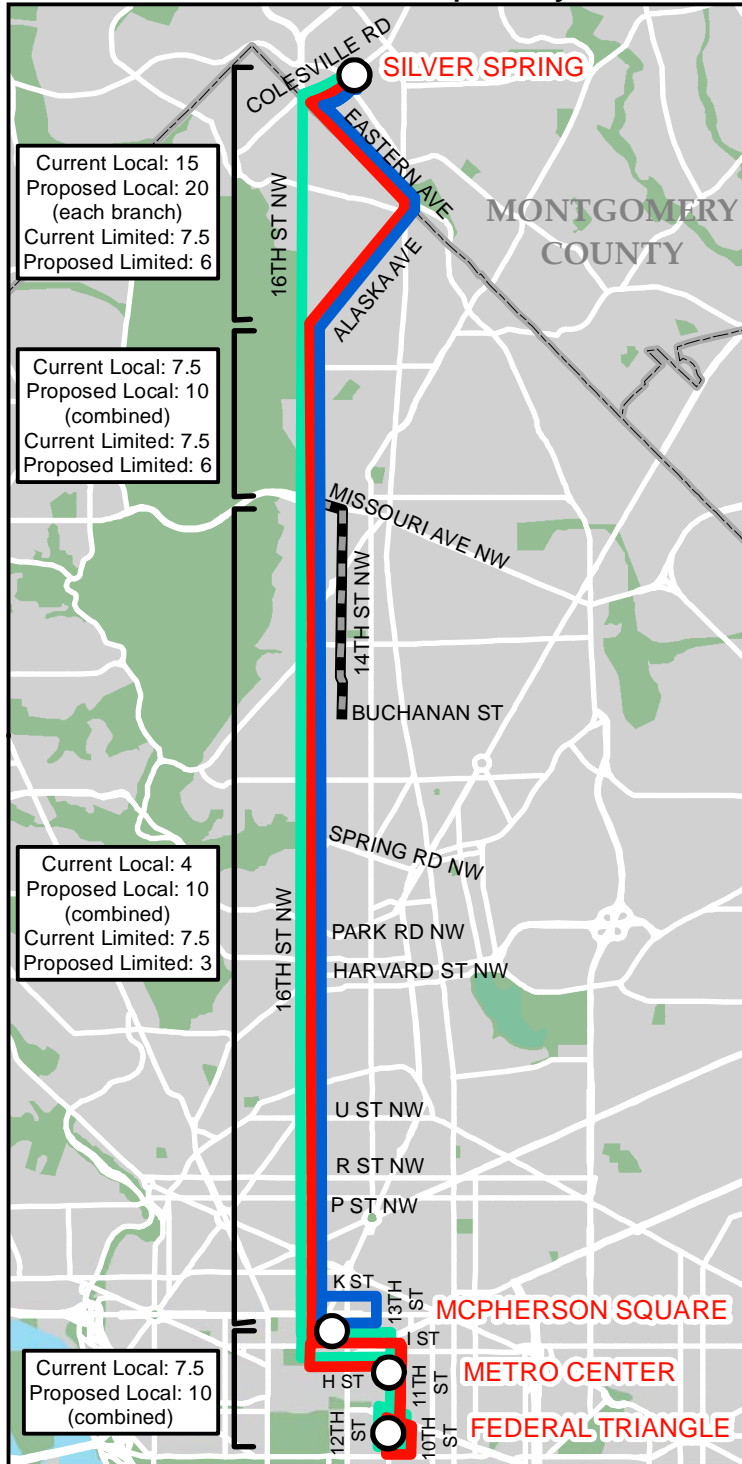 COLESVILLE RD
SILVER SPRING
EASTERN AVE
Current Local: 15
Proposed Local: 20
(each branch)
Current Limited: 7.5
Proposed Limited: 6
16TH ST NW
MONTGOMERY
COUNTY
ALASKA AVE
Current Local: 7.5
Proposed Local: 10
(combined)
Current Limited: 7.5
Proposed Limited: 6
MISSOURI AVE NW
14TH ST NW
BUCHANAN ST
SPRING RD NW
Current Local: 4
Proposed Local: 10
(combined)
Current Limited: 7.5
Proposed Limited: 3
16TH ST NW
PARK RD NW
HARVARD ST NW
U ST NW
R ST NW
P ST NW
K ST
13TH
ST
MCPHERSON SQUARE
I ST
Current Local: 7.5
Proposed Local: 10
(combined)
H ST
METRO CENTER
11TH
ST
12TH
ST
10TH
ST
FEDERAL TRIANGLE